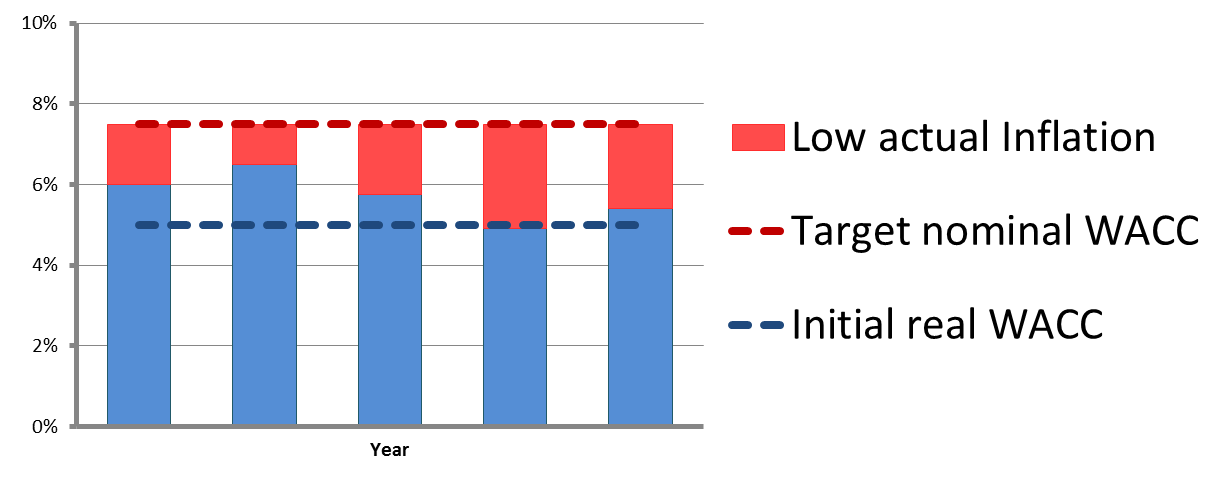 10%
8%
6%
4%
2%
0%
Year
Low actual Inflation
Target nominal WACC
Initial real WACC